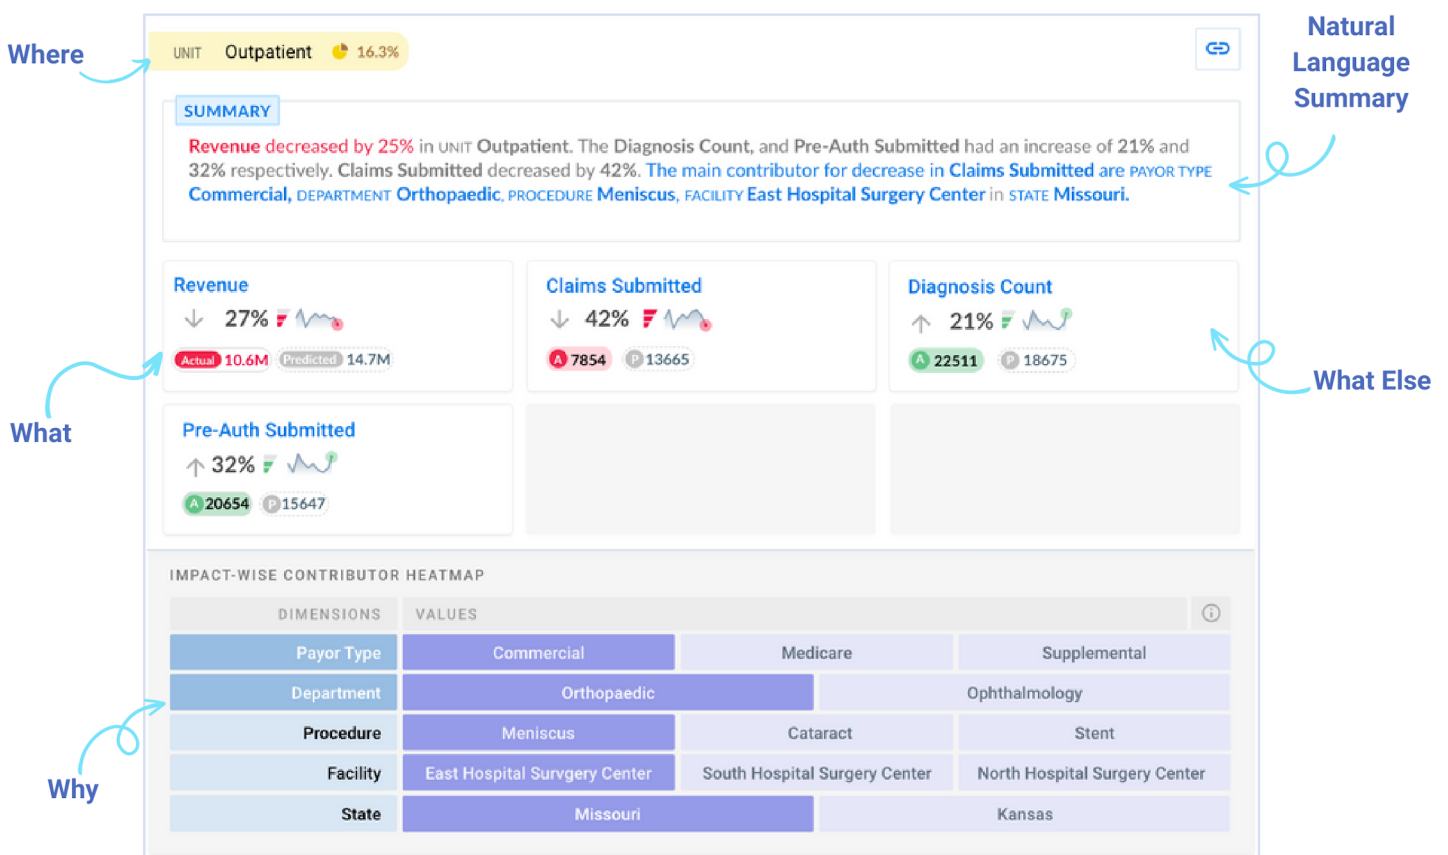 Where
UNIT Outpatient 16.3%
Natural
Language
Summary
SUMMARY
Revenue decreased by 25% in UNIT Outpatient. The Diagnosis Count, and Pre-Auth Submitted had an increase of 21% and
32% respectively. Claims Submitted decreased by 42%. The main contributor for decrease in Claims Submitted are PAYOR TYPE
Commercial, DEPARTMENT Orthopaedic, PROCEDURE Meniscus, FACILITY East Hospital Surgery Center in STATE Missouri.
Revenue
27%
Actual 10.6M Predicted 14.7M
Claims Submitted
42%
A 7854 P 13665
Diagnosis Count
21%
A 22511 P 18675
What Else
What
Pre-Auth Submitted
32%
A 20654 P 15647
IMPACT-WISE CONTRIBUTOR HEATMAP
DIMENSIONS VALUES
Payor Type Commercial Medicare Supplemental
Department Orthopaedic Ophthalmology
Procedure Meniscus Cataract Stent
Facility East Hospital Survgery Center South Hospital Surgery Center North Hospital Surgery Center
State Missouri Kansas
Why